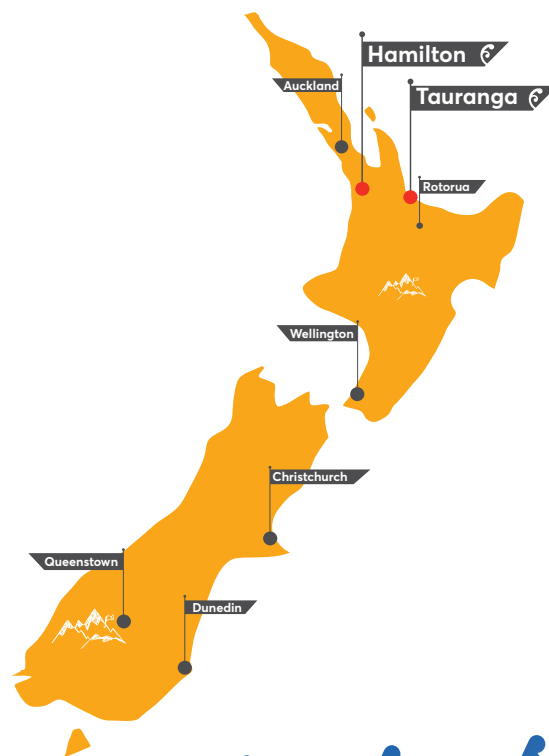 Hamilton
Auckland
Tauranga
Rotorua
Wellington
Christchurch
Queenstown
Dunedin